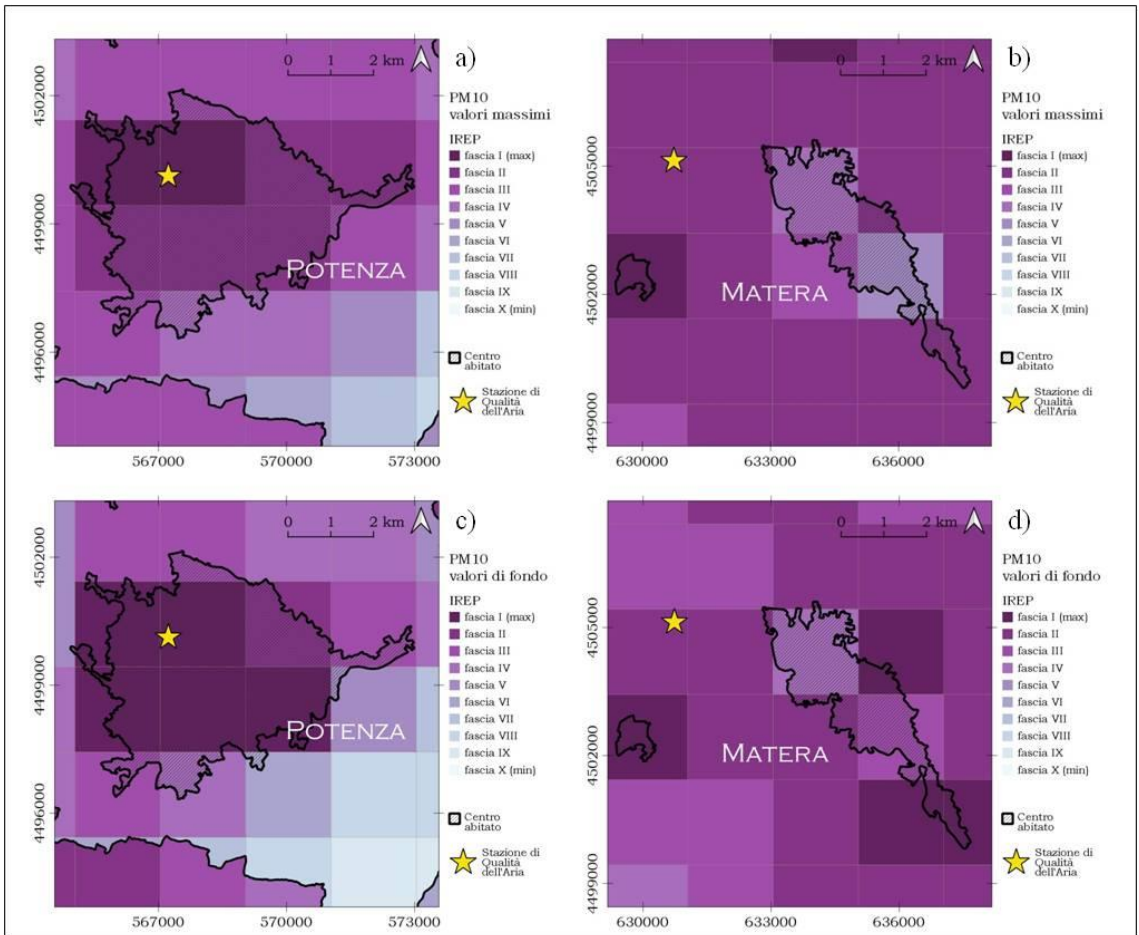 0 1 2 km
a)
PM10
valori massimi
IREP
fascia I (max)
fascia II
fascia III
fascia IV
fascia V
fascia VI
fascia VII
fascia VIII
fascia IX
fascia X (min)
Centro
abitato
Stazione di
Qualità
dell'Aria
POTENZA
4502000
4499000
4496000
567000 570000 573000
0 1 2 km
b)
PM10
valori massimi
IREP
fascia I (max)
fascia II
fascia III
fascia IV
fascia V
fascia VI
fascia VII
fascia VIII
fascia IX
fascia X (min)
Centro
abitato
Stazione di
Qualità
dell'Aria
MATERA
4505000
4502000
4499000
630000 633000 636000
0 1 2 km
c)
PM10
valori di fondo
IREP
fascia I (max)
fascia II
fascia III
fascia IV
fascia V
fascia VI
fascia VII
fascia VIII
fascia IX
fascia X (min)
Centro
abitato
Stazione di
Qualità
dell'Aria
POTENZA
4502000
4499000
4496000
567000 570000 573000
0 1 2 km
d)
PM10
valori di fondo
IREP
fascia I (max)
fascia II
fascia III
fascia IV
fascia V
fascia VI
fascia VII
fascia VIII
fascia IX
fascia X (min)
Centro
abitato
Stazione di
Qualità
dell'Aria
MATERA
4505000
4502000
4499000
630000 633000 636000